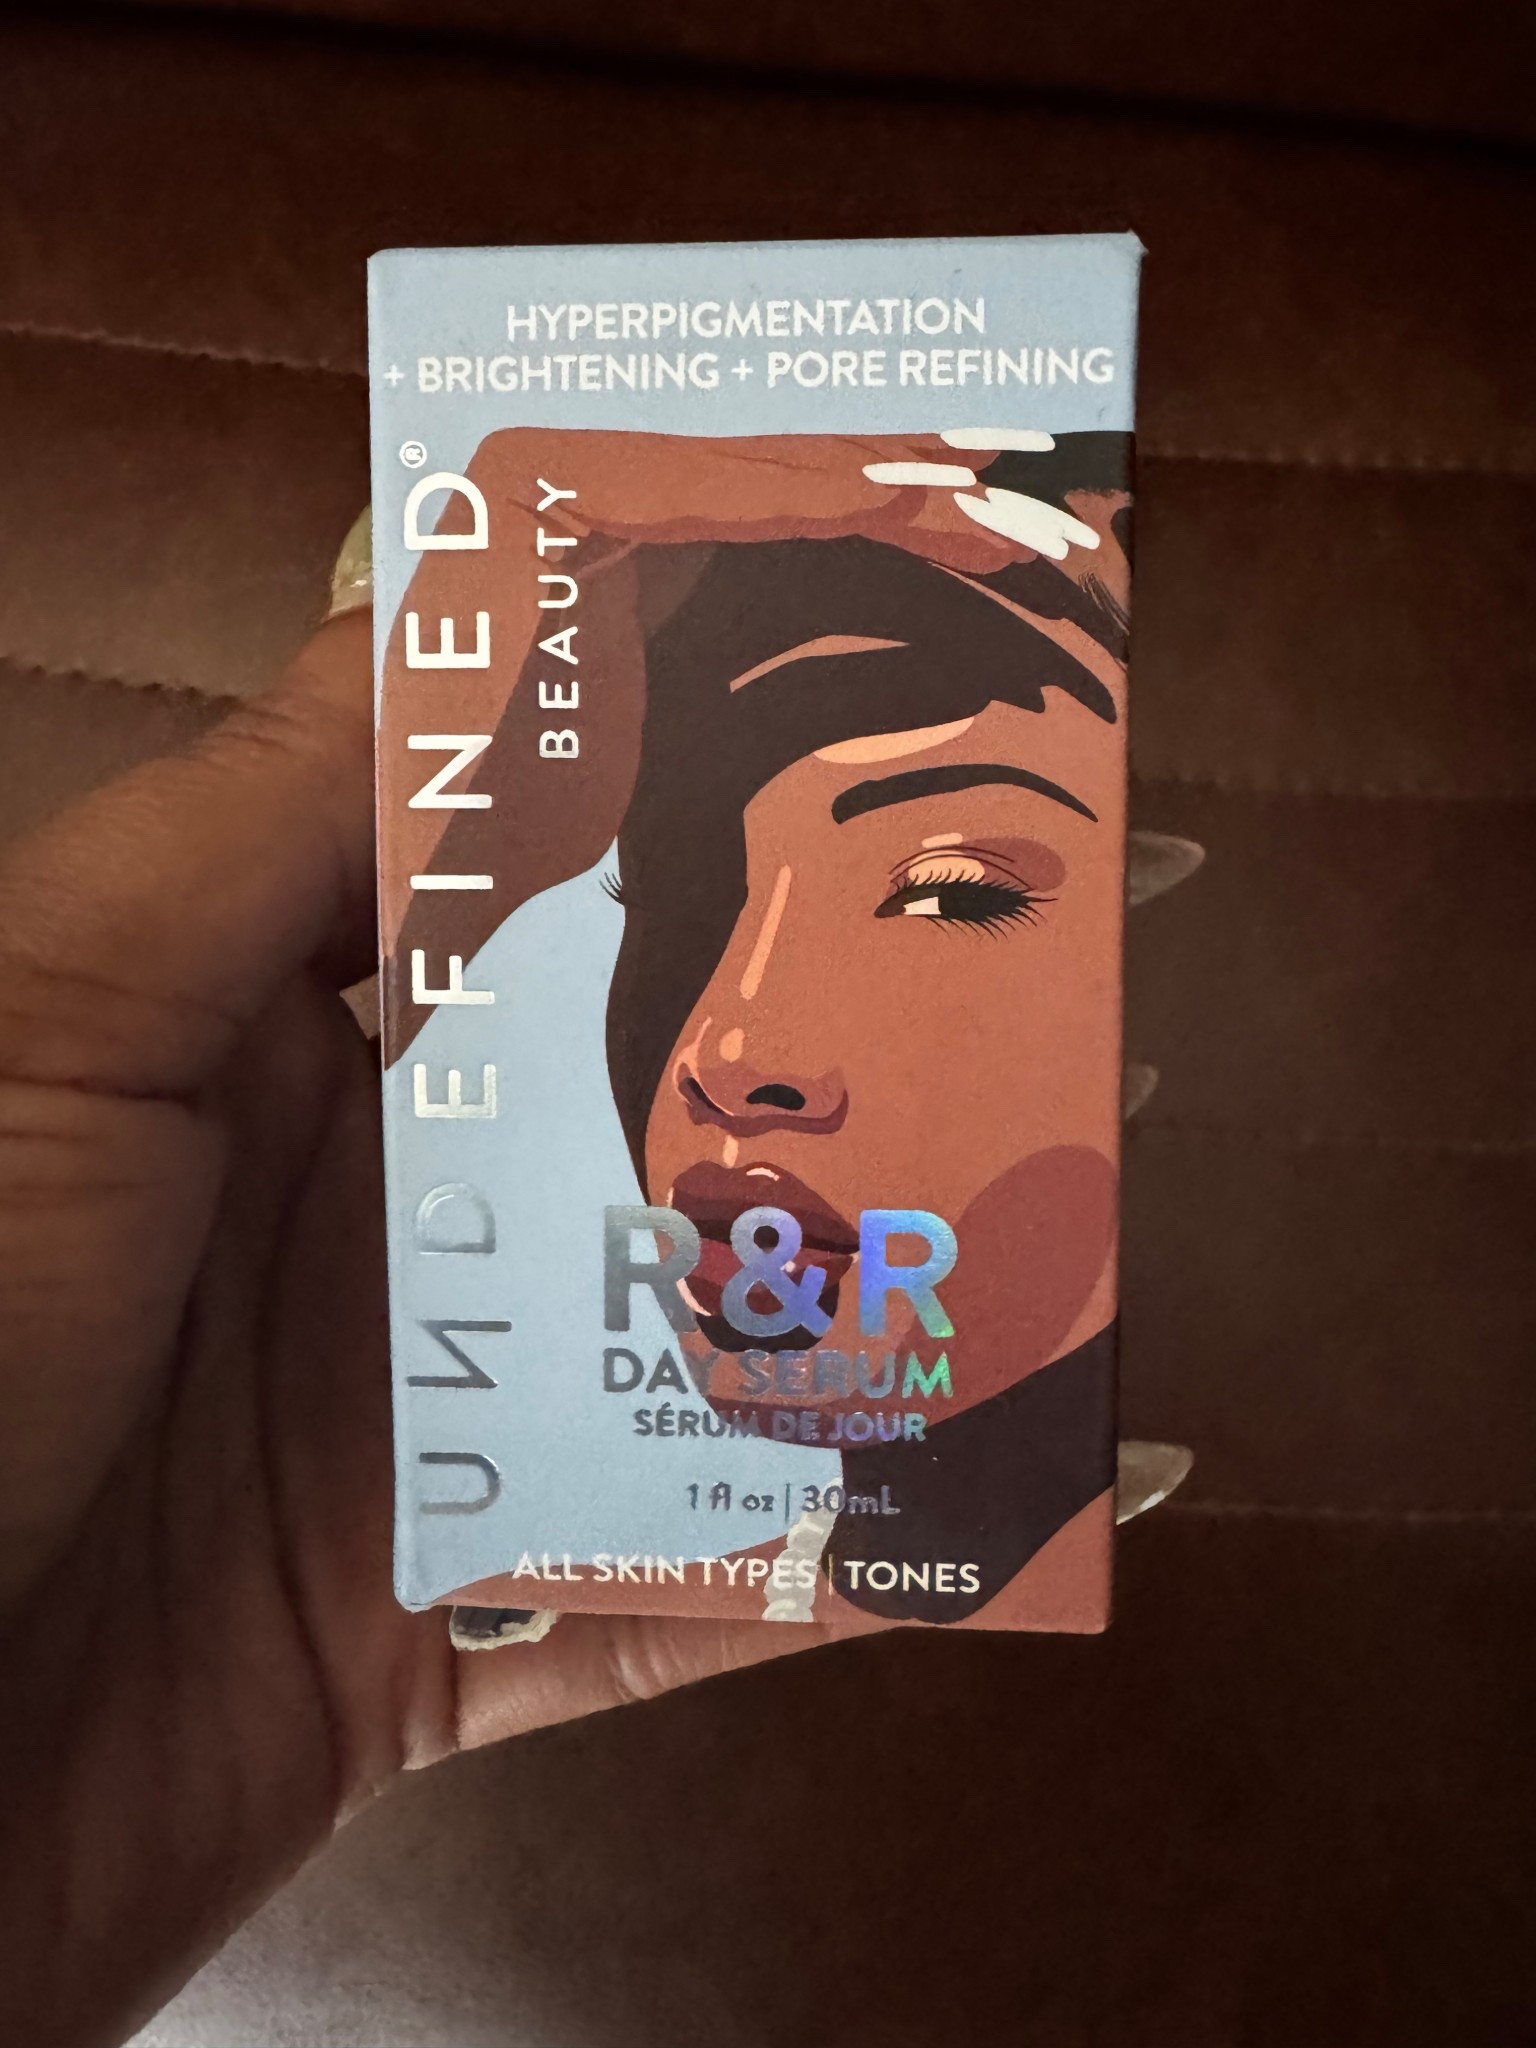 HYPERPIGMENTATION
+ BRIGHTENING + PORE REFINING
UNDEFINED®
BEAUTY
R&R
DAY SERUM
SÉRUM DE JOUR
1 fl oz | 30mL
ALL SKIN TYPES | TONES